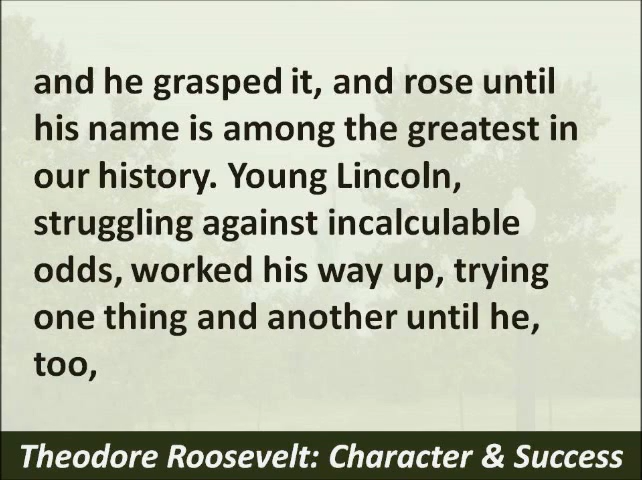 and he grasped it, and rose until
his name is among the greatest in
our history. Young Lincoln,
struggling against incalculable
odds, worked his way up, trying
one thing and another until he,
too,
Theodore Roosevelt: Character & Success